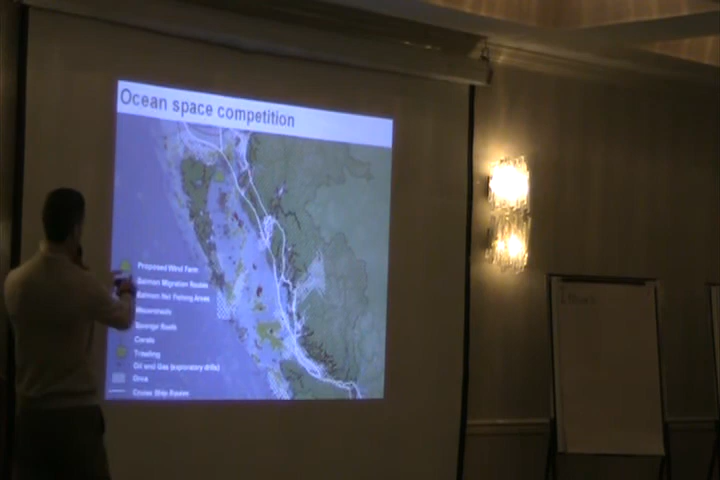 Ocean space competition
Proposed Wind Farm
Salmon Migration Routes
Salmon Net Fishing Areas
Sponge Reefs
Corals
Trawling
Oil and Gas (exploratory drills)
Orca
Cruise Ship Routes